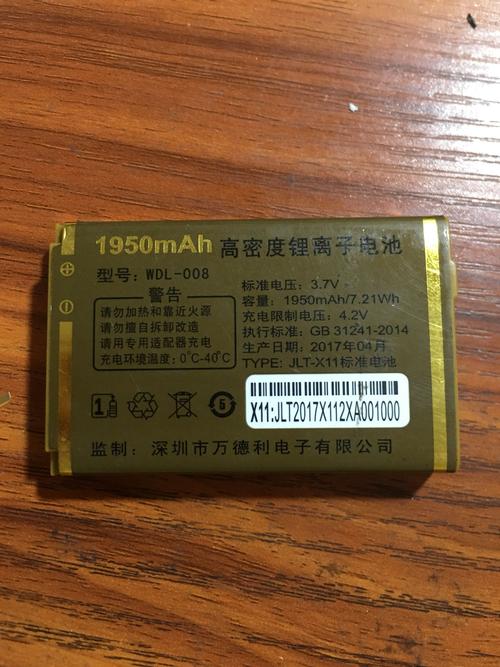 1950mAh 高密度锂离子电池
型号：WDL-008
警告
请勿加热和靠近火源
请勿擅自拆卸改造
请用专用适配器充电
充电环境温度：0℃-40℃
标准电压：3.7V
容量：1950mAh/7.21Wh
充电限制电压：4.2V
执行标准：GB 31241-2014
生产日期：2017年04月
TYPE: JLT-X11标准电池
1
6
X11:JLT2017X112XA001000
监制：深圳市万德利电子有限公司